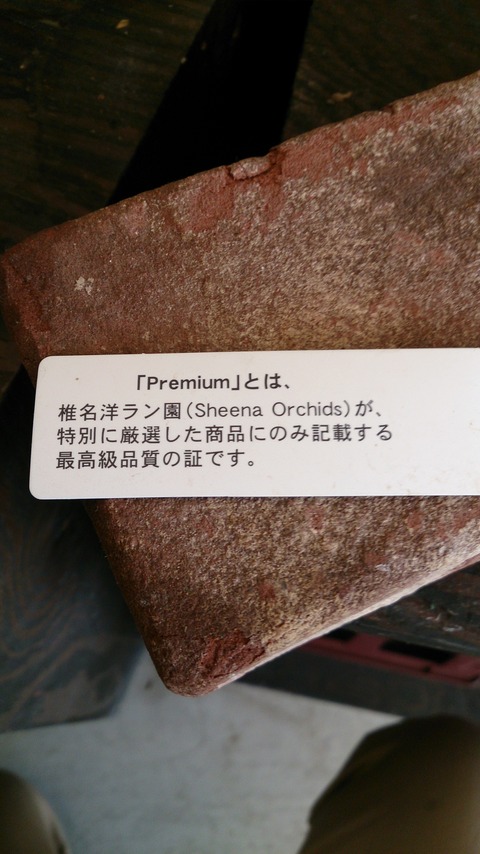 「Premium」とは、
椎名洋ラン園(Sheena Orchids)が、
特別に厳選した商品にのみ記載する
最高級品質の証です。